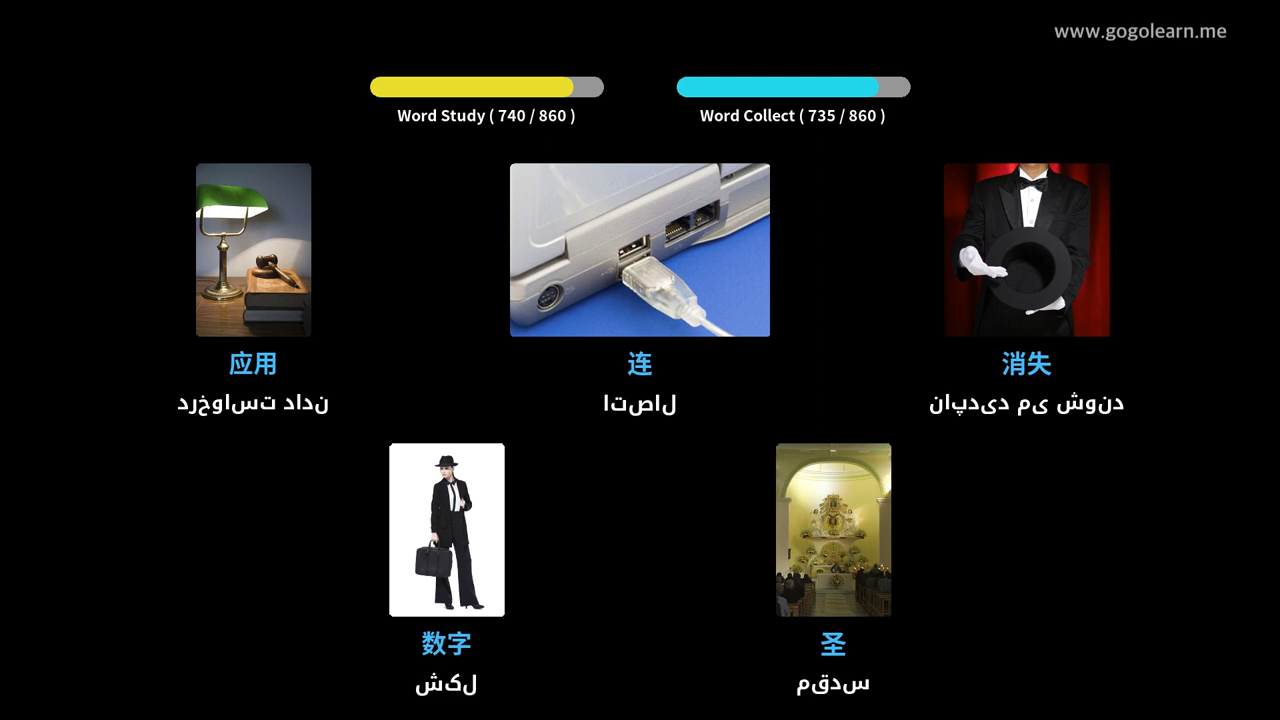 www.gogolearn.me
Word Study ( 740 / 860 )
Word Collect ( 735 / 860 )
应用
نداد تساوخرد
连
لاصتا
消失
دنوش یم دیدپان
数字
لکش
圣
سدقم